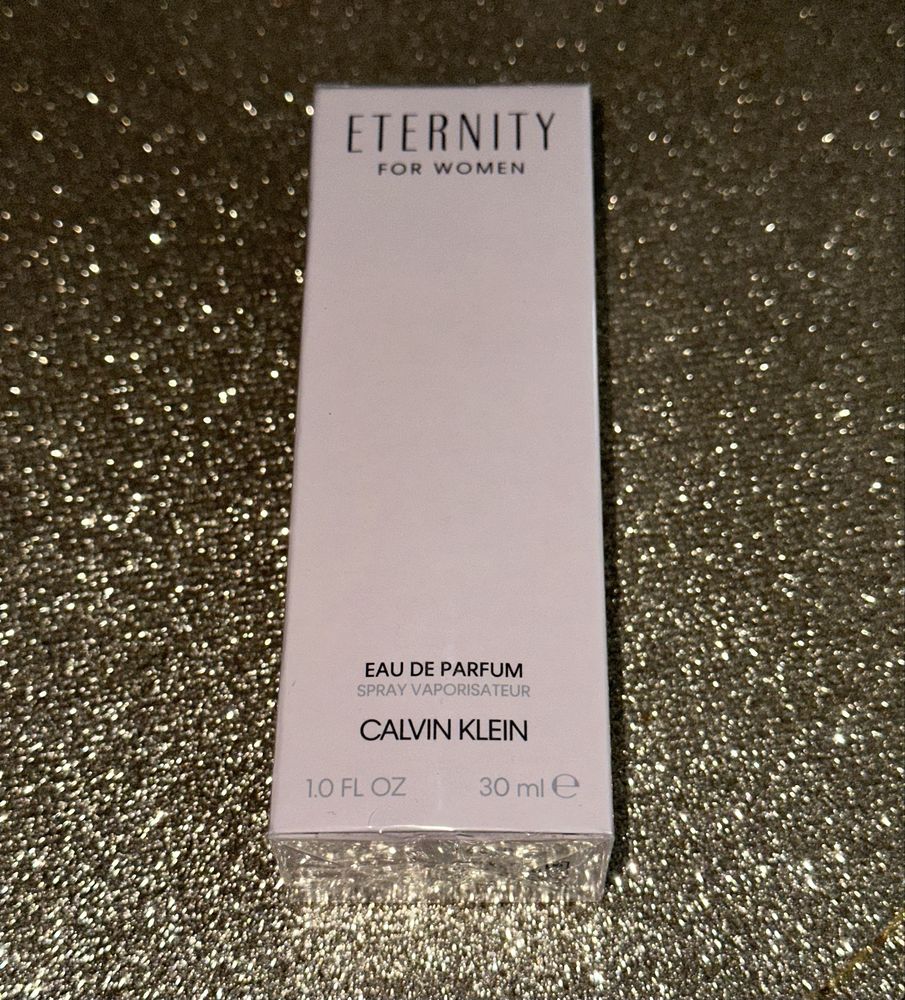 ETERNITY
FOR WOMEN
EAU DE PARFUM
SPRAY VAPORISATEUR
CALVIN KLEIN
1.0 FL OZ 30 ml ℮